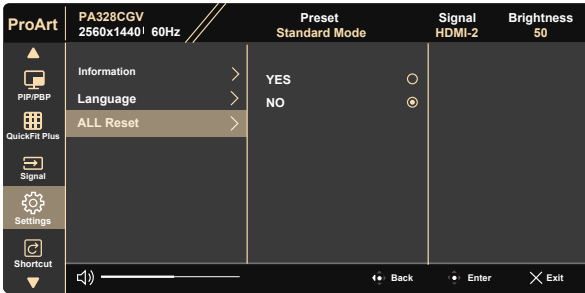 ProArt
PA328CGV
2560x1440 60Hz
Preset
Standard Mode
Signal
HDMI-2
Brightness
50
PIP/PBP
QuickFit Plus
Signal
Settings
Shortcut
Information
Language
ALL Reset
YES
NO
Back
Enter
Exit